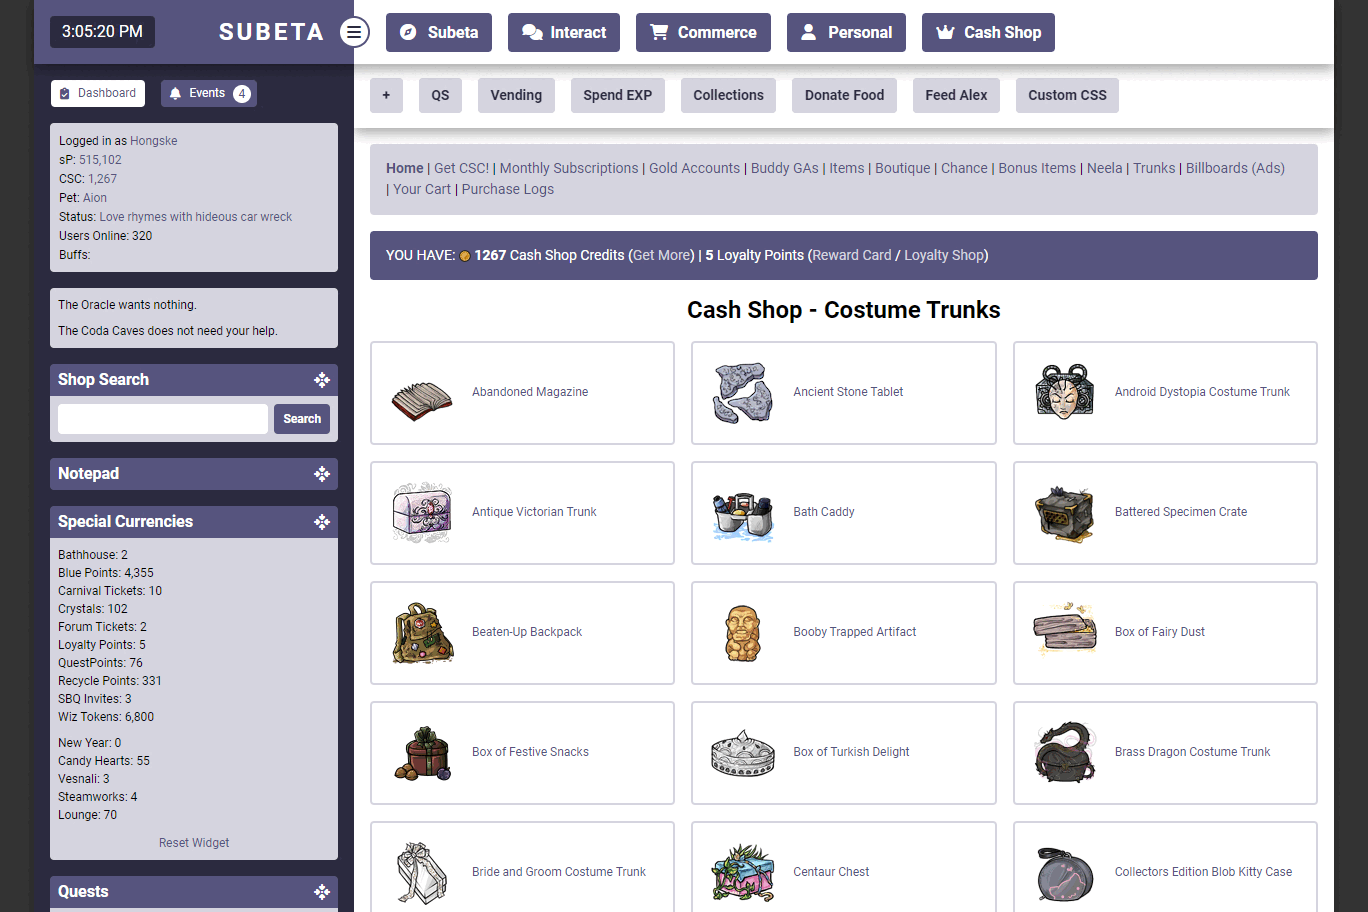 3:05:20 PM
SUBETA
Subeta
Interact
Commerce
Personal
Cash Shop
Dashboard
Events 4
+
QS
Vending
Spend EXP
Collections
Donate Food
Feed Alex
Custom CSS
Logged in as Hongske
sP: 515,102
CSC: 1,267
Pet: Aion
Status: Love rhymes with hideous car wreck
Users Online: 320
Buffs:
The Oracle wants nothing.
The Coda Caves does not need your help.
Shop Search
Search
Notepad
Special Currencies
Bathhouse: 2
Blue Points: 4,355
Carnival Tickets: 10
Crystals: 102
Forum Tickets: 2
Loyalty Points: 5
QuestPoints: 76
Recycle Points: 331
SBQ Invites: 3
Wiz Tokens: 6,800
New Year: 0
Candy Hearts: 55
Vesnali: 3
Steamworks: 4
Lounge: 70
Reset Widget
Quests
Home | Get CSC! | Monthly Subscriptions | Gold Accounts | Buddy GAs | Items | Boutique | Chance | Bonus Items | Neela | Trunks | Billboards (Ads)
| Your Cart | Purchase Logs
YOU HAVE: 1267 Cash Shop Credits (Get More) | 5 Loyalty Points (Reward Card / Loyalty Shop)
Cash Shop - Costume Trunks
Abandoned Magazine
Ancient Stone Tablet
Android Dystopia Costume Trunk
Antique Victorian Trunk
Bath Caddy
Battered Specimen Crate
Beaten-Up Backpack
Booby Trapped Artifact
Box of Fairy Dust
Box of Festive Snacks
Box of Turkish Delight
Brass Dragon Costume Trunk
Bride and Groom Costume Trunk
Centaur Chest
Collectors Edition Blob Kitty Case